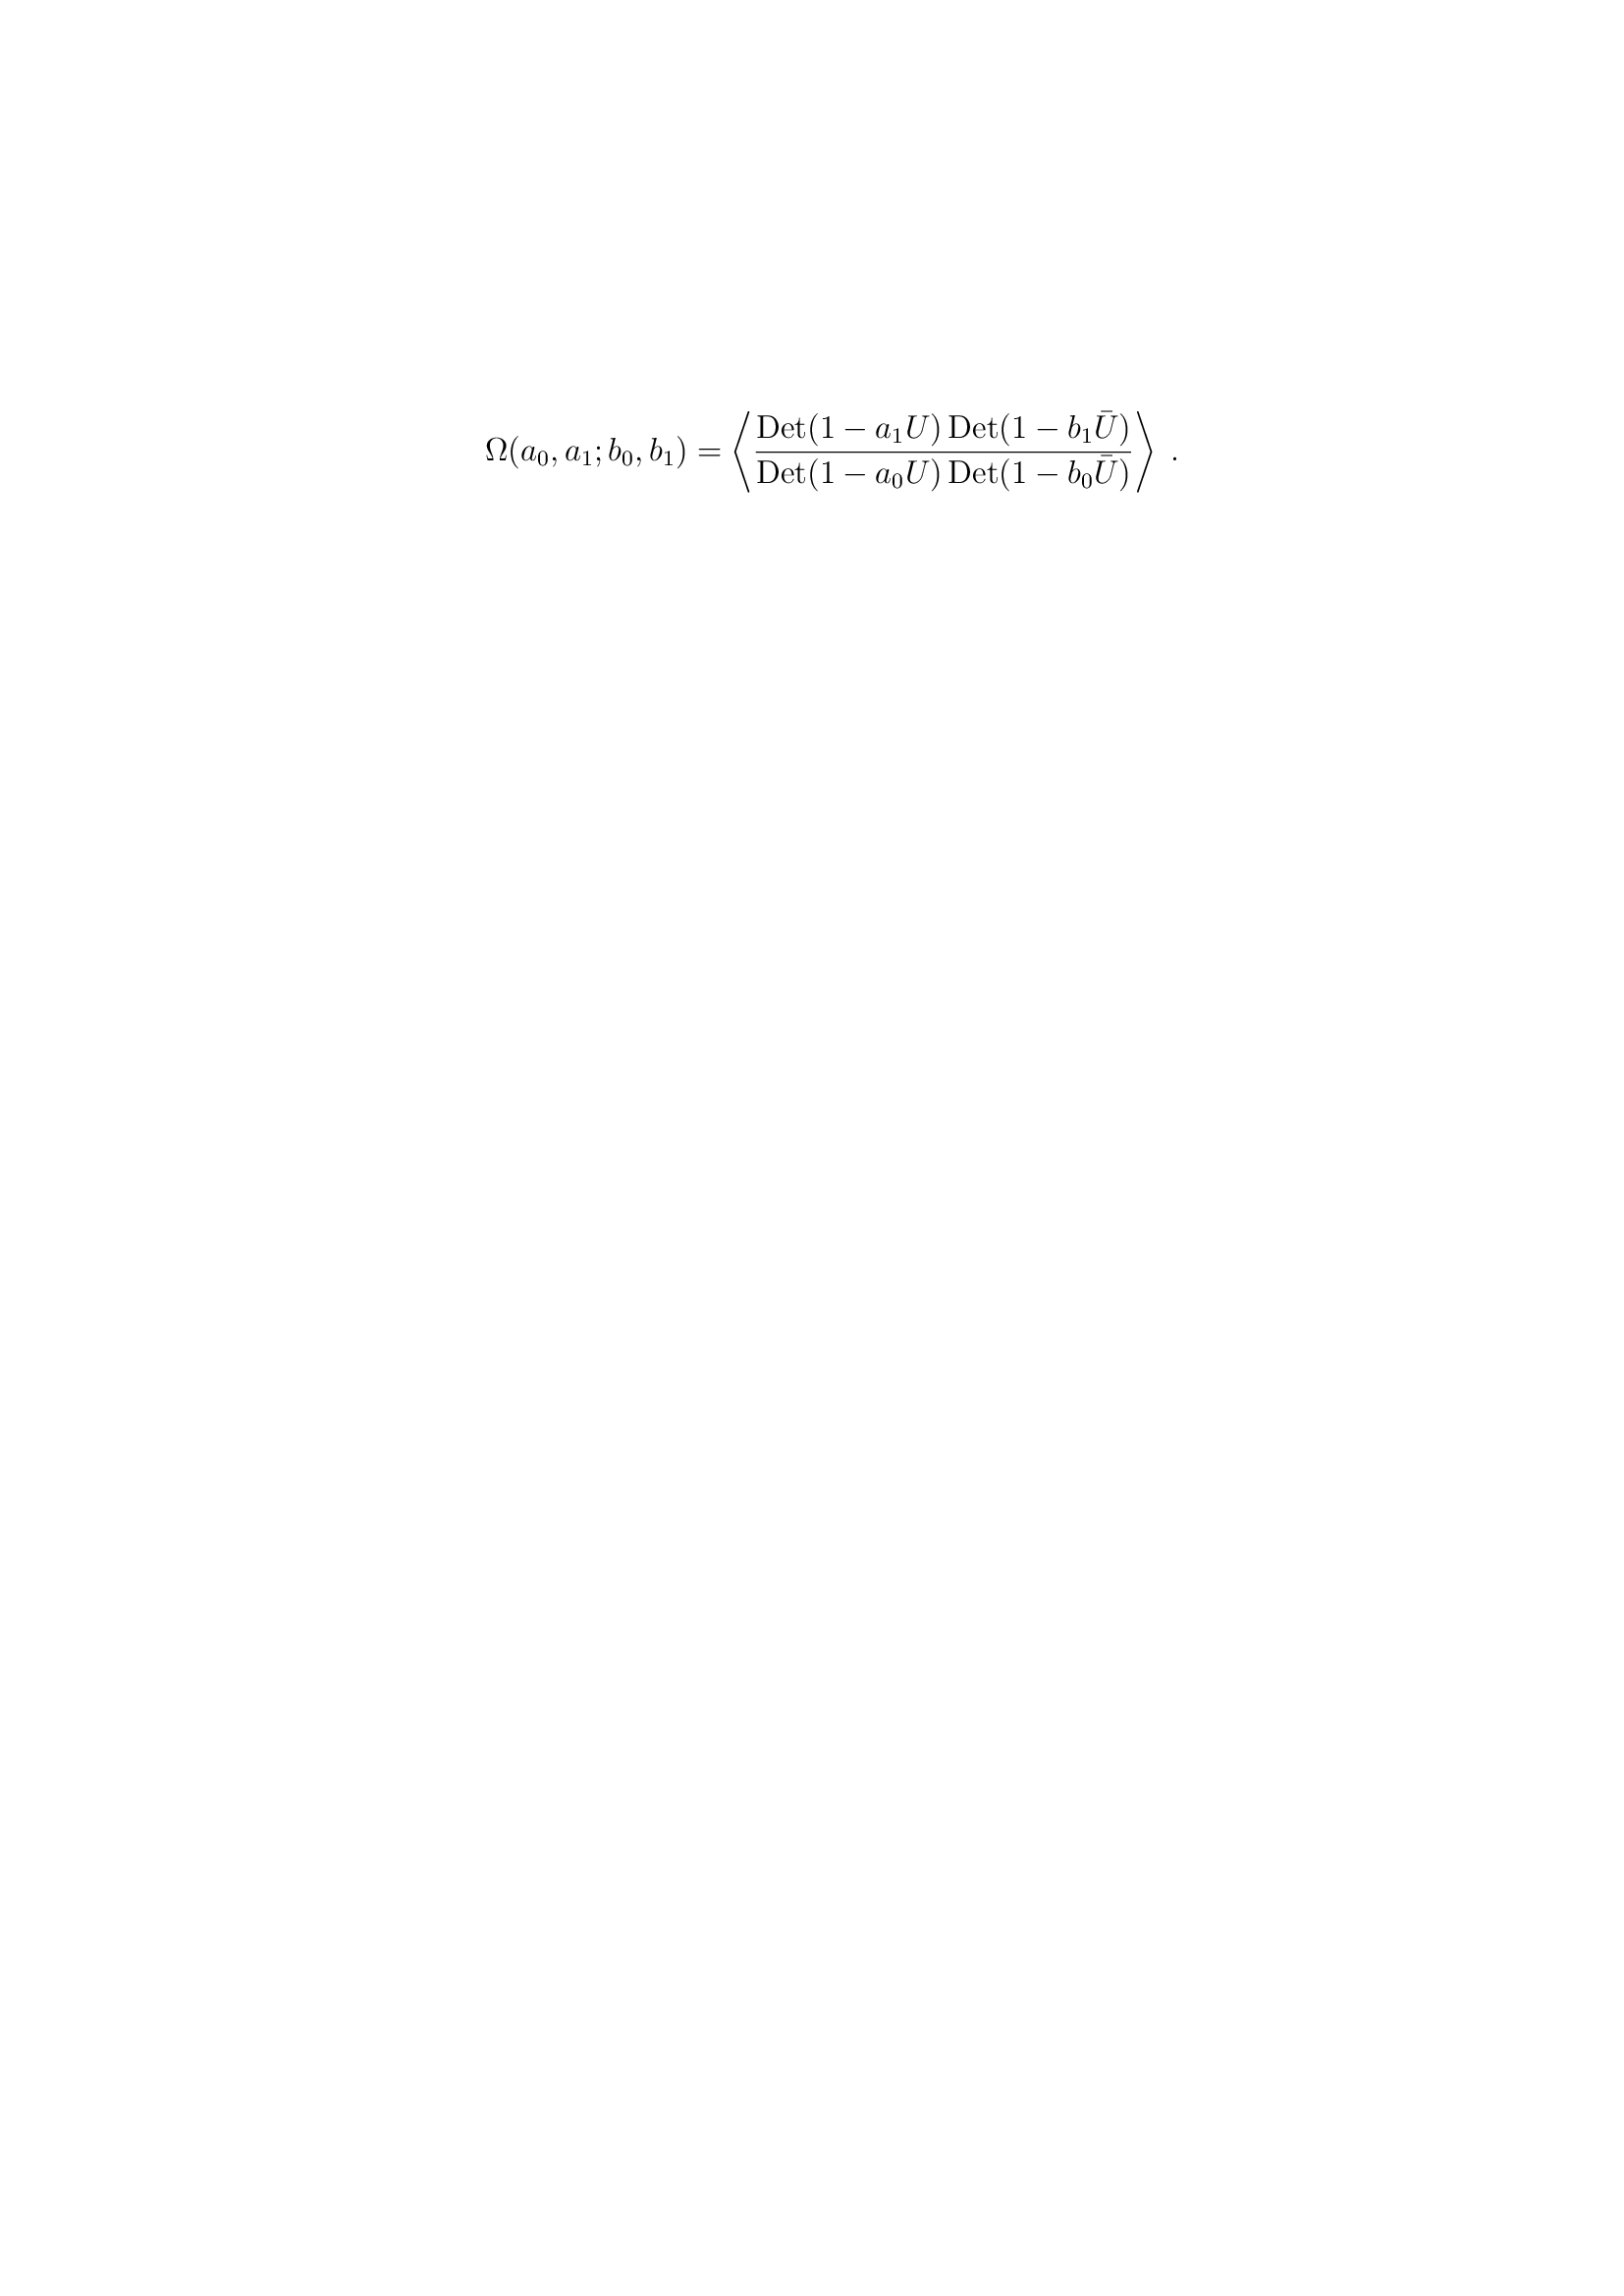 \Omega(a_0, a_1; b_0, b_1) = \left\langle \frac{\mathrm{Det}(1 - a_1 U)\, \mathrm{Det}(1 - b_1 \bar{U})}{\mathrm{Det}(1 - a_0 U)\, \mathrm{Det}(1 - b_0 \bar{U})} \right\rangle .